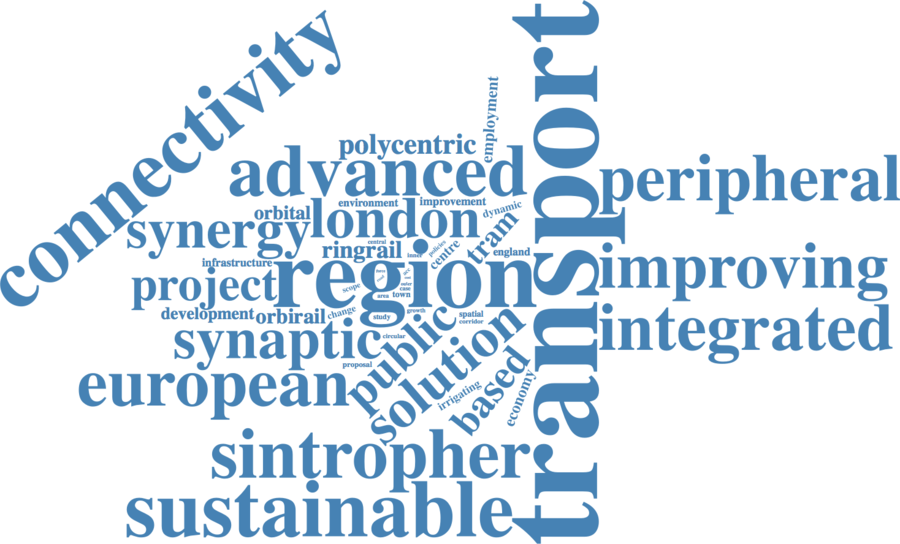 connectivity
transport
employment
polycentric
advanced
peripheral
environment
improvement
orbital
london
dynamic
synergy
tram
central
ringrail
policies
centre
inner
england
infrastructure
region
improving
project
scope
area
town
core
outer
development
orbirail
change
study
growth
spatial
corridor
integrated
synaptic
circular
public
solution
proposal
european
based
irrigating
economy
sintropher
sustainable